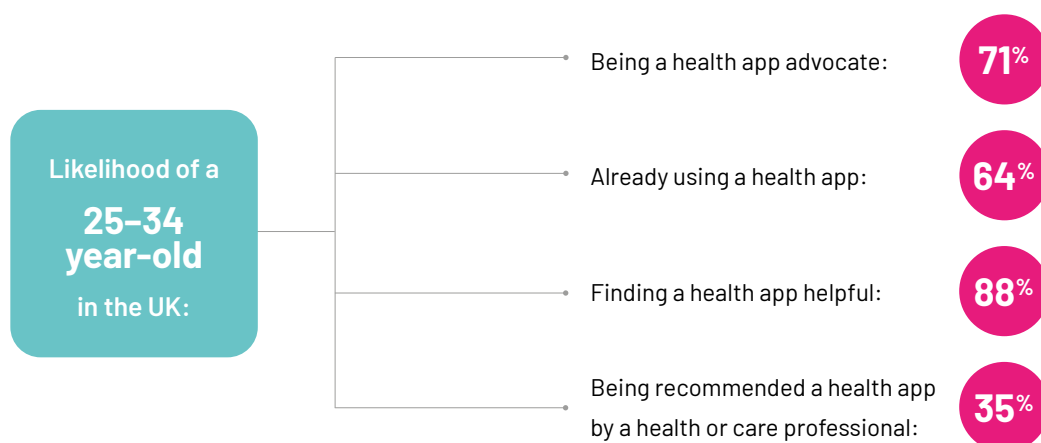 Likelihood of a
25–34
year-old
in the UK:
Being a health app advocate:
71%
Already using a health app:
64%
Finding a health app helpful:
88%
Being recommended a health app
by a health or care professional:
35%